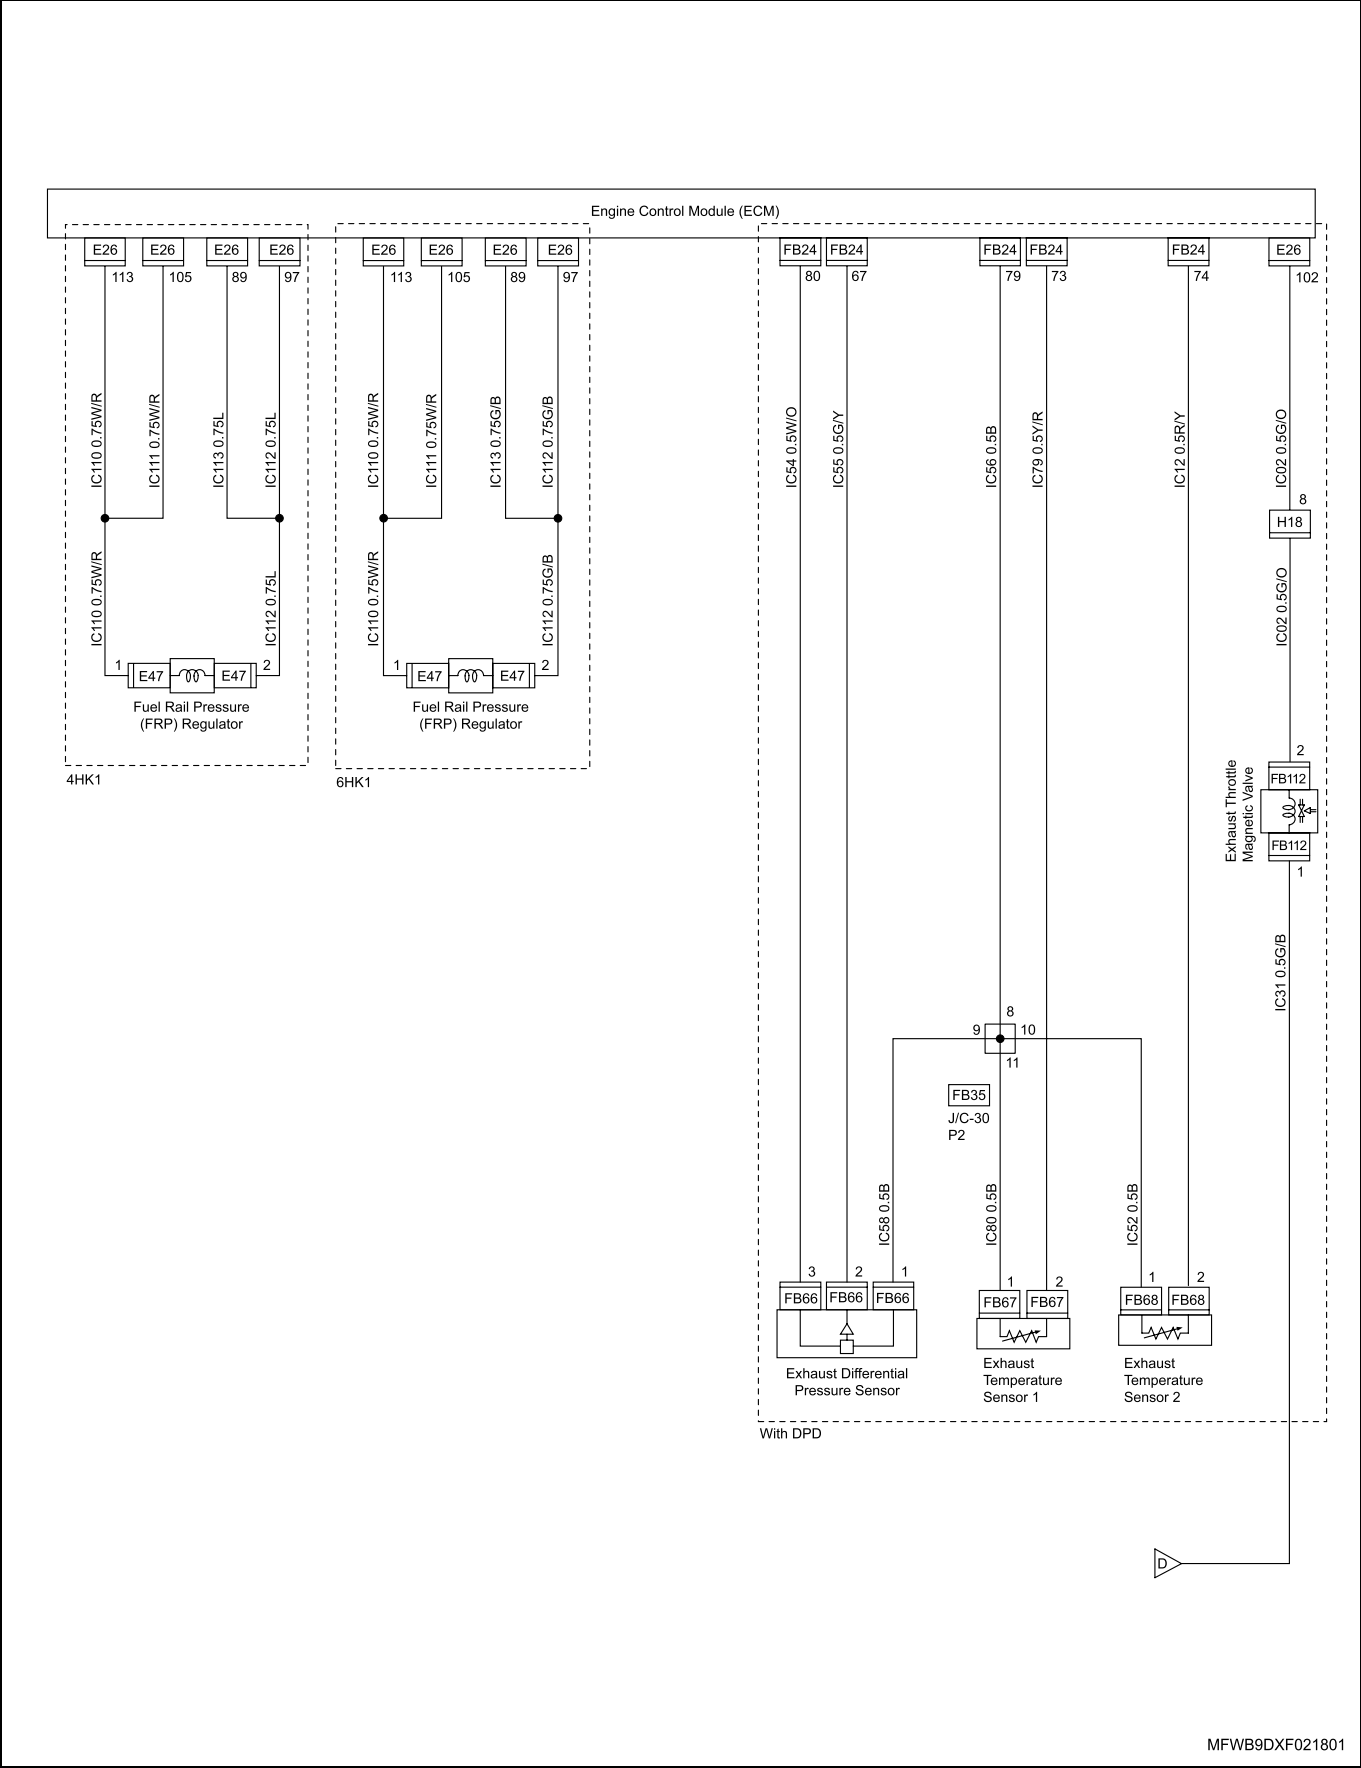 Engine Control Module (ECM)
E26 E26 E26 E26 E26 E26 E26 E26 FB24 FB24 FB24 FB24 FB24 E26
113 105 89 97 113 105 89 97 80 67 79 73 74 102
IC110 0.75W/R
IC111 0.75W/R
IC113 0.75L
IC112 0.75L
IC110 0.75W/R
IC111 0.75W/R
IC113 0.75G/B
IC112 0.75G/B
IC54 0.5W/O
IC55 0.5G/Y
IC56 0.5B
IC79 0.5Y/R
IC12 0.5R/Y
IC02 0.5G/O
8
H18
IC110 0.75W/R
IC112 0.75L
IC110 0.75W/R
IC112 0.75G/B
IC02 0.5G/O
1 E47 E47 2
Fuel Rail Pressure
(FRP) Regulator
4HK1
1 E47 E47 2
Fuel Rail Pressure
(FRP) Regulator
6HK1
2
FB112
Exhaust Throttle
Magnetic Valve
FB112
1
IC31 0.5G/B
8
9 10
11
FB35
J/C-30
P2
IC58 0.5B
IC80 0.5B
IC52 0.5B
3 2 1
FB66 FB66 FB66
Exhaust Differential
Pressure Sensor
1 2
FB67 FB67
Exhaust
Temperature
Sensor 1
1 2
FB68 FB68
Exhaust
Temperature
Sensor 2
With DPD
D
MFWB9DXF021801